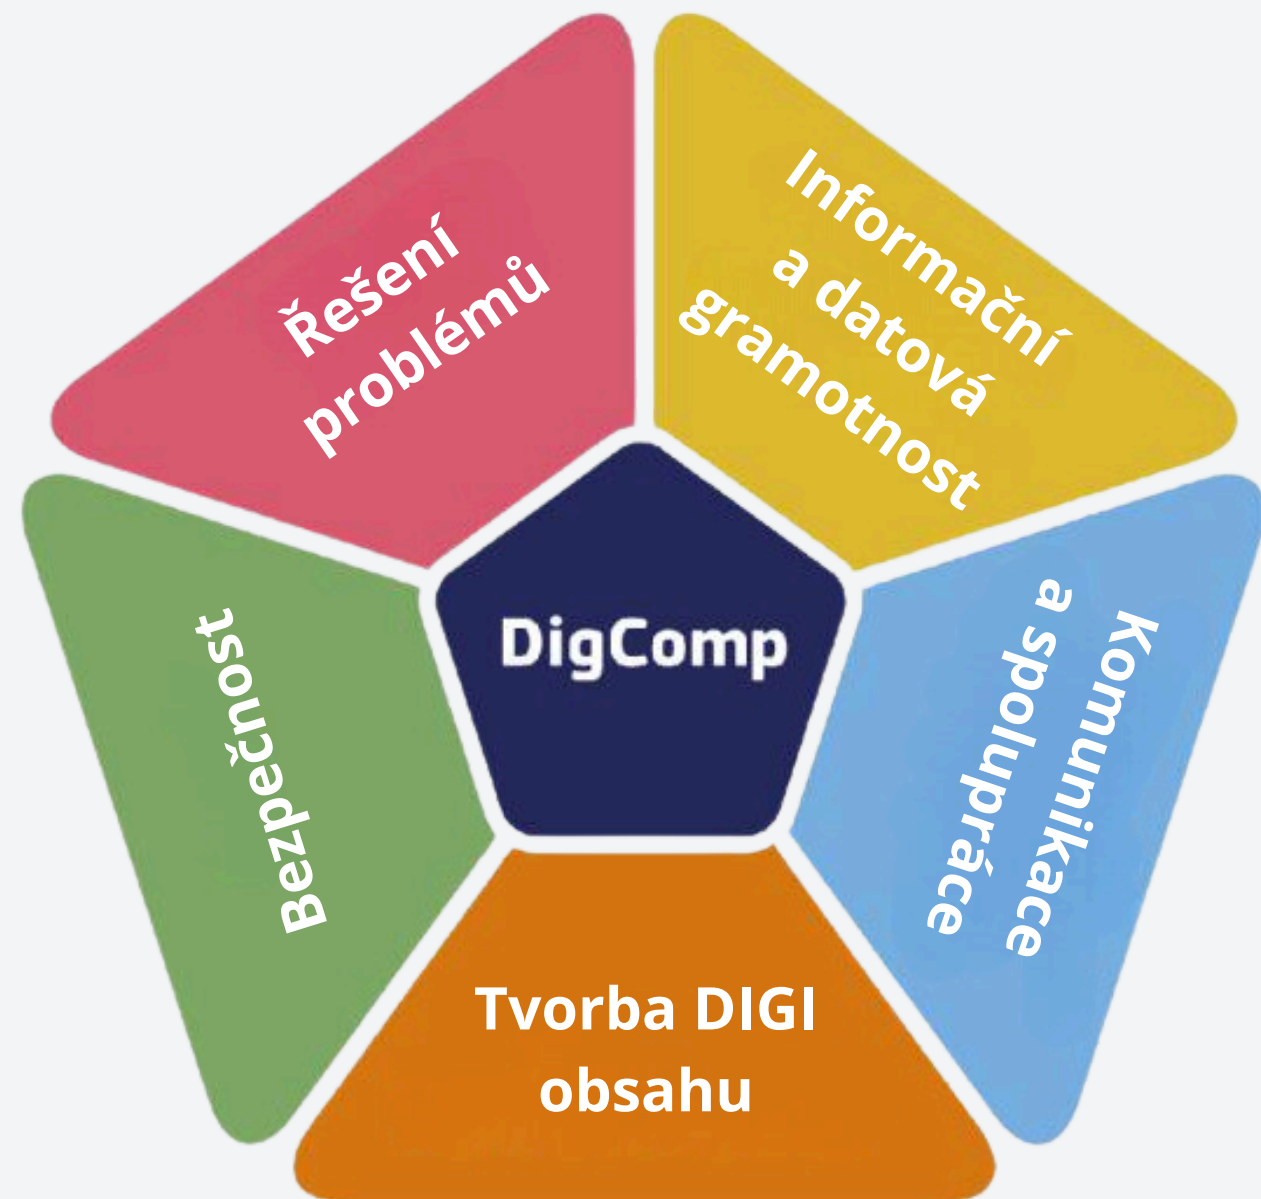 Řešení
problémů
Informační
a datová
gramotnost
DigComp
Bezpečnost
Komunikace
a spolupráce
Tvorba DIGI
obsahu